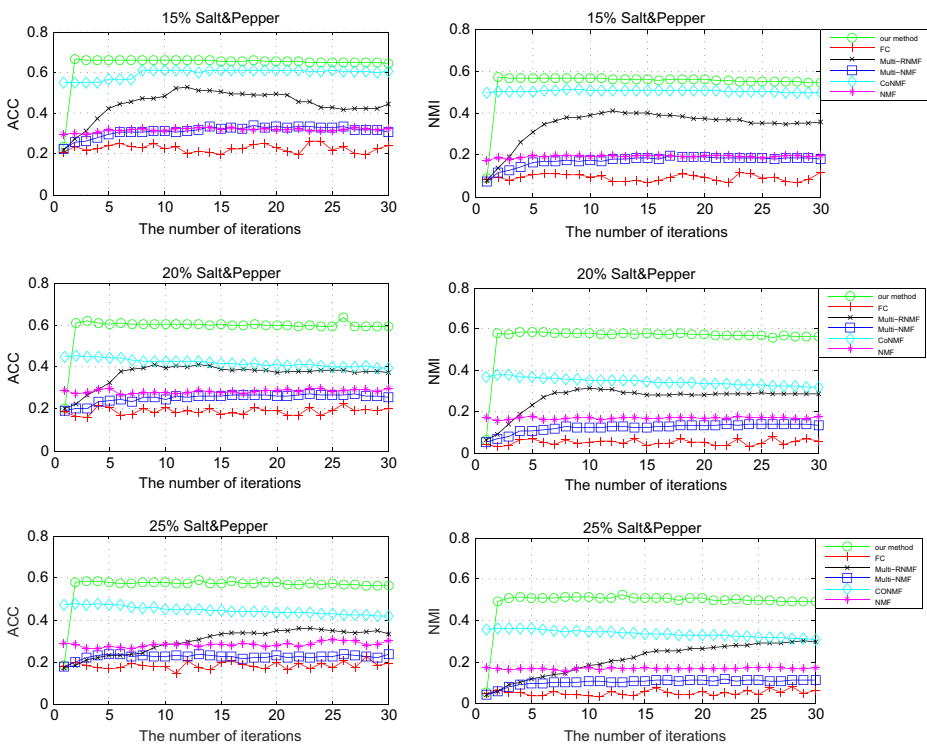 15% Salt&Pepper
ACC
0.8
0.6
0.4
0.2
0
0 5 10 15 20 25 30
The number of iterations
15% Salt&Pepper
NMI
0.8
0.6
0.4
0.2
0
0 5 10 15 20 25 30
The number of iterations
our method
FC
Multi-RNMF
Multi-NMF
CoNMF
NMF
20% Salt&Pepper
ACC
0.8
0.6
0.4
0.2
0
0 5 10 15 20 25 30
The number of iterations
20% Salt&Pepper
NMI
0.8
0.6
0.4
0.2
0
0 5 10 15 20 25 30
The number of iterations
our method
FC
Multi-RNMF
Multi-NMF
CoNMF
NMF
25% Salt&Pepper
ACC
0.8
0.6
0.4
0.2
0
0 5 10 15 20 25 30
The number of iterations
25% Salt&Pepper
NMI
0.8
0.6
0.4
0.2
0
0 5 10 15 20 25 30
The number of iterations
our method
FC
Multi-RNMF
Multi-NMF
CONMF
NMF